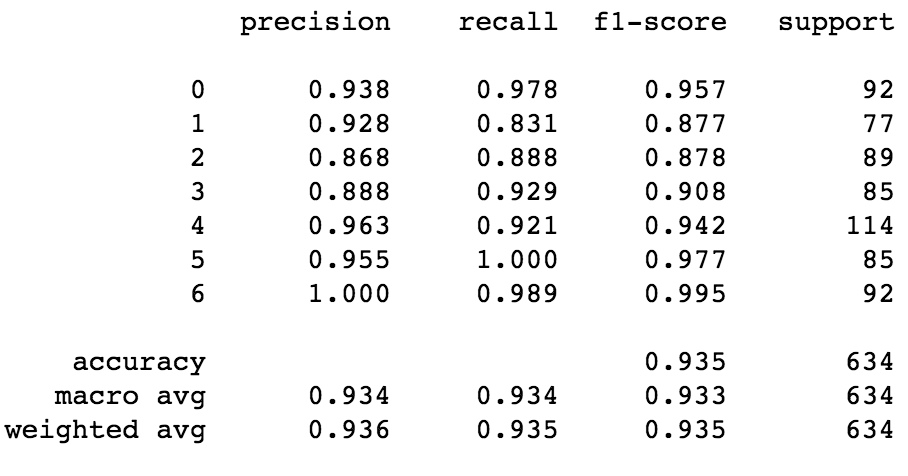 precision recall f1-score support
0 0.938 0.978 0.957 92
1 0.928 0.831 0.877 77
2 0.868 0.888 0.878 89
3 0.888 0.929 0.908 85
4 0.963 0.921 0.942 114
5 0.955 1.000 0.977 85
6 1.000 0.989 0.995 92
accuracy 0.935 634
macro avg 0.934 0.934 0.933 634
weighted avg 0.936 0.935 0.935 634